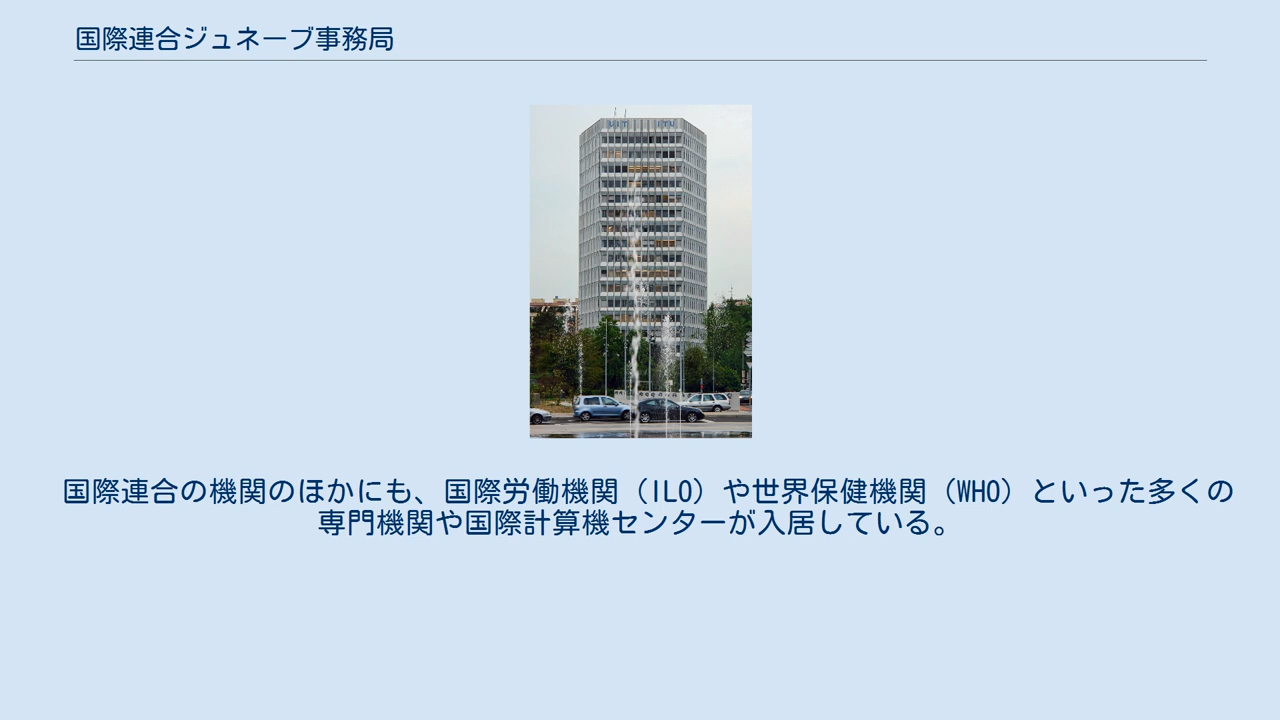 国際連合ジュネーブ事務局
UIT ITU
国際連合の機関のほかにも、国際労働機関（ILO）や世界保健機関（WHO）といった多くの
専門機関や国際計算機センターが入居している。